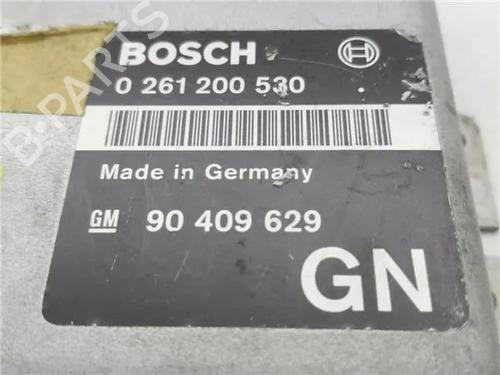 BOSCH
0 261 200 530
Made in Germany
GM 90 409 629
GN
B-PARTS